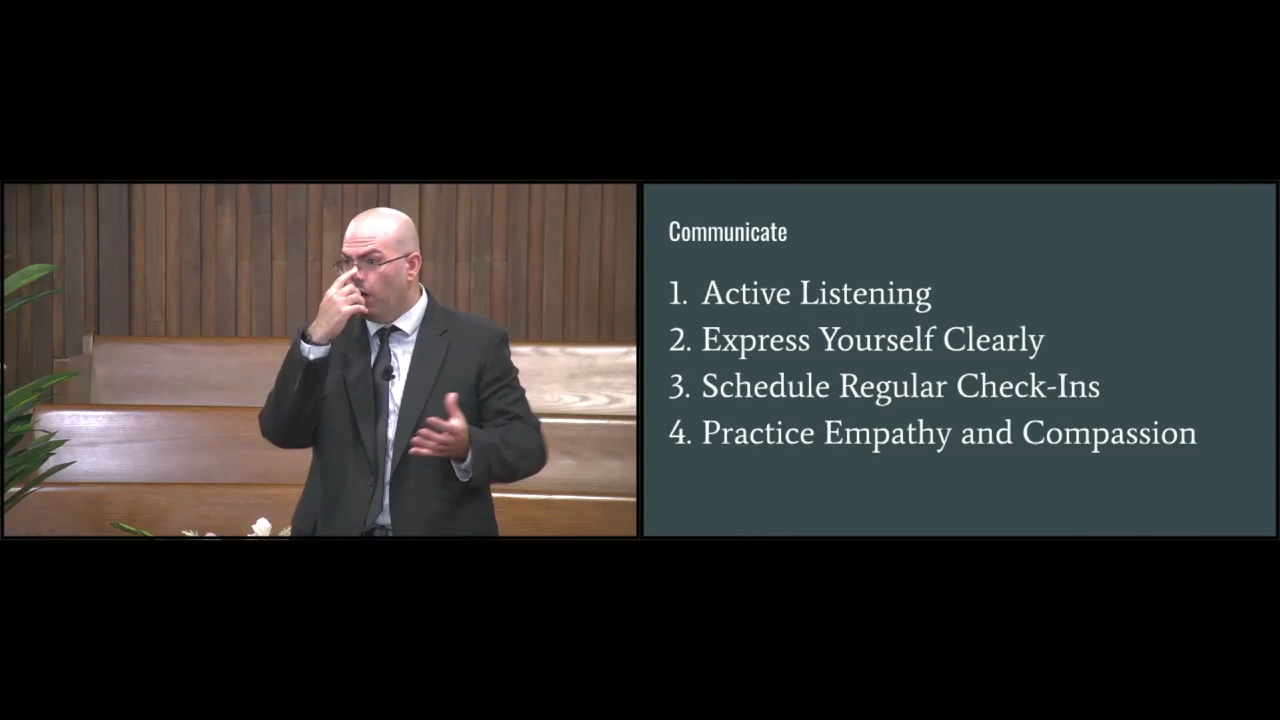 Communicate
1. Active Listening
2. Express Yourself Clearly
3. Schedule Regular Check-Ins
4. Practice Empathy and Compassion